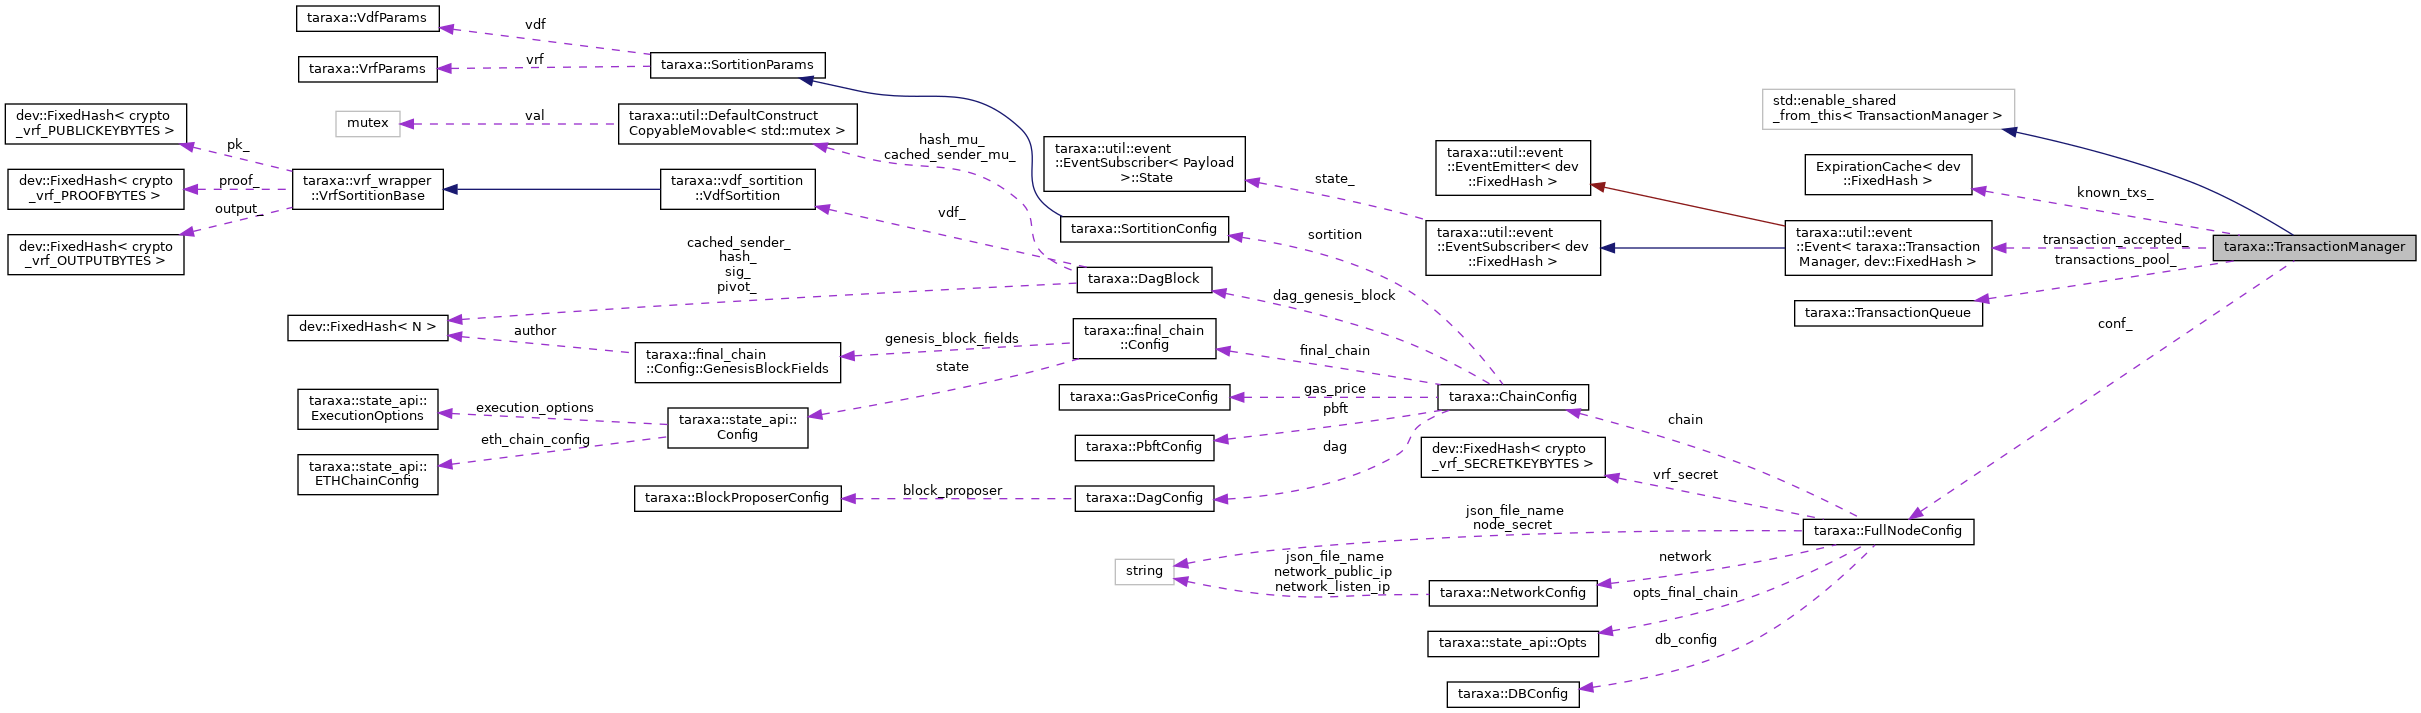 taraxa::VdfParams
vdf
taraxa::VrfParams
vrf
taraxa::SortitionParams
dev::FixedHash< crypto
_vrf_PUBLICKEYBYTES >
mutex
val
taraxa::util::DefaultConstruct
CopyableMovable< std::mutex >
pk_
dev::FixedHash< crypto
_vrf_PROOFBYTES >
proof_
output_
dev::FixedHash< crypto
_vrf_OUTPUTBYTES >
taraxa::vrf_wrapper
::VrfSortitionBase
taraxa::vdf_sortition
::VdfSortition
hash_mu_
cached_sender_mu_
vdf_
cached_sender_
hash_
sig_
pivot_
taraxa::util::event
::EventSubscriber< Payload
>::State
taraxa::SortitionConfig
taraxa::DagBlock
dev::FixedHash< N >
author
taraxa::final_chain
::Config::GenesisBlockFields
genesis_block_fields
state
taraxa::final_chain
::Config
taraxa::state_api::
ExecutionOptions
execution_options
eth_chain_config
taraxa::state_api::
ETHChainConfig
taraxa::state_api::
Config
taraxa::GasPriceConfig
taraxa::PbftConfig
taraxa::BlockProposerConfig
block_proposer
taraxa::DagConfig
state_
sortition
dag_genesis_block
final_chain
gas_price
pbft
dag
taraxa::util::event
::EventEmitter< dev
::FixedHash >
taraxa::util::event
::EventSubscriber< dev
::FixedHash >
taraxa::ChainConfig
dev::FixedHash< crypto
_vrf_SECRETKEYBYTES >
json_file_name
node_secret
string
json_file_name
network_public_ip
network_listen_ip
taraxa::NetworkConfig
taraxa::state_api::Opts
taraxa::DBConfig
chain
vrf_secret
network
opts_final_chain
db_config
std::enable_shared
_from_this< TransactionManager >
ExpirationCache< dev
::FixedHash >
taraxa::util::event
::Event< taraxa::Transaction
Manager, dev::FixedHash >
taraxa::TransactionQueue
taraxa::FullNodeConfig
known_txs_
transaction_accepted_
transactions_pool_
conf_
taraxa::TransactionManager